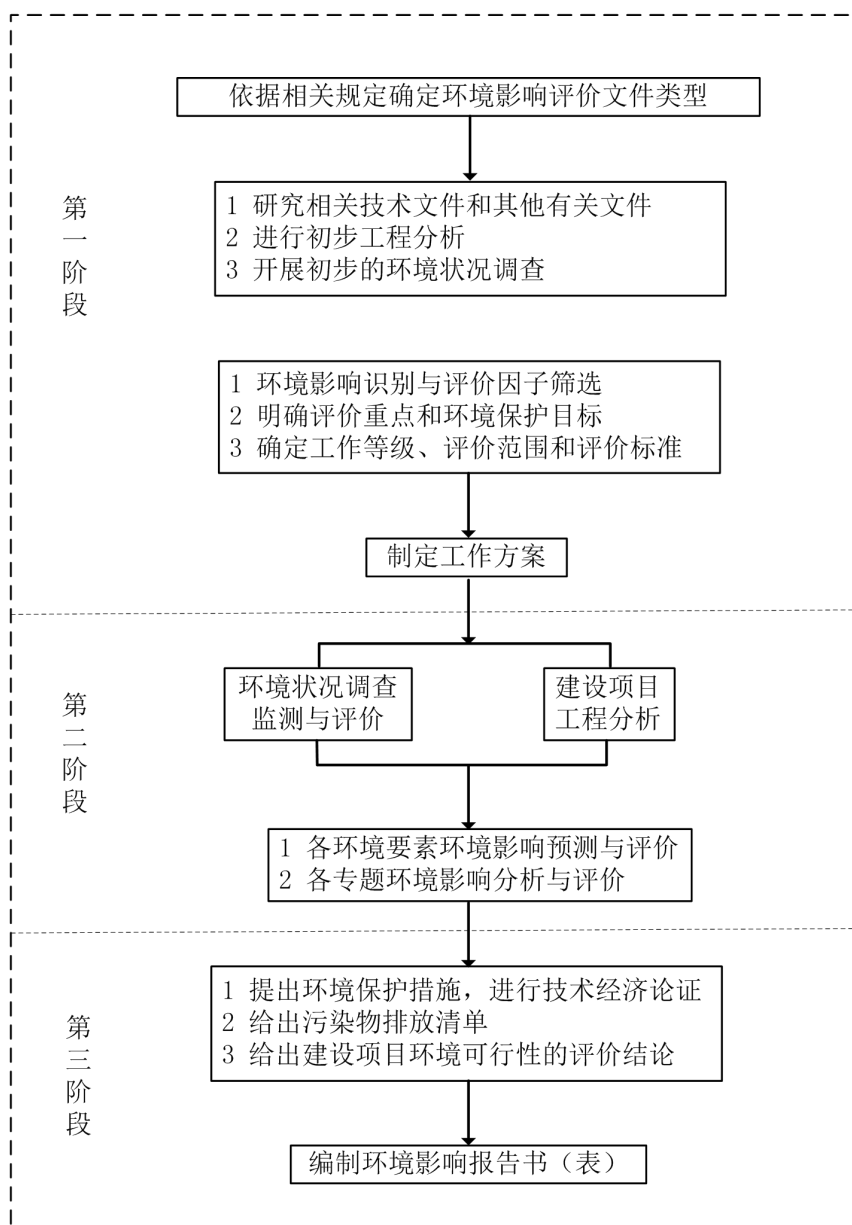 依据相关规定确定环境影响评价文件类型
第一阶段
1 研究相关技术文件和其他有关文件
2 进行初步工程分析
3 开展初步的环境状况调查
1 环境影响识别与评价因子筛选
2 明确评价重点和环境保护目标
3 确定工作等级、评价范围和评价标准
制定工作方案
第二阶段
环境状况调查
监测与评价
建设项目
工程分析
1 各环境要素环境影响预测与评价
2 各专题环境影响分析与评价
第三阶段
1 提出环境保护措施，进行技术经济论证
2 给出污染物排放清单
3 给出建设项目环境可行性的评价结论
编制环境影响报告书（表）